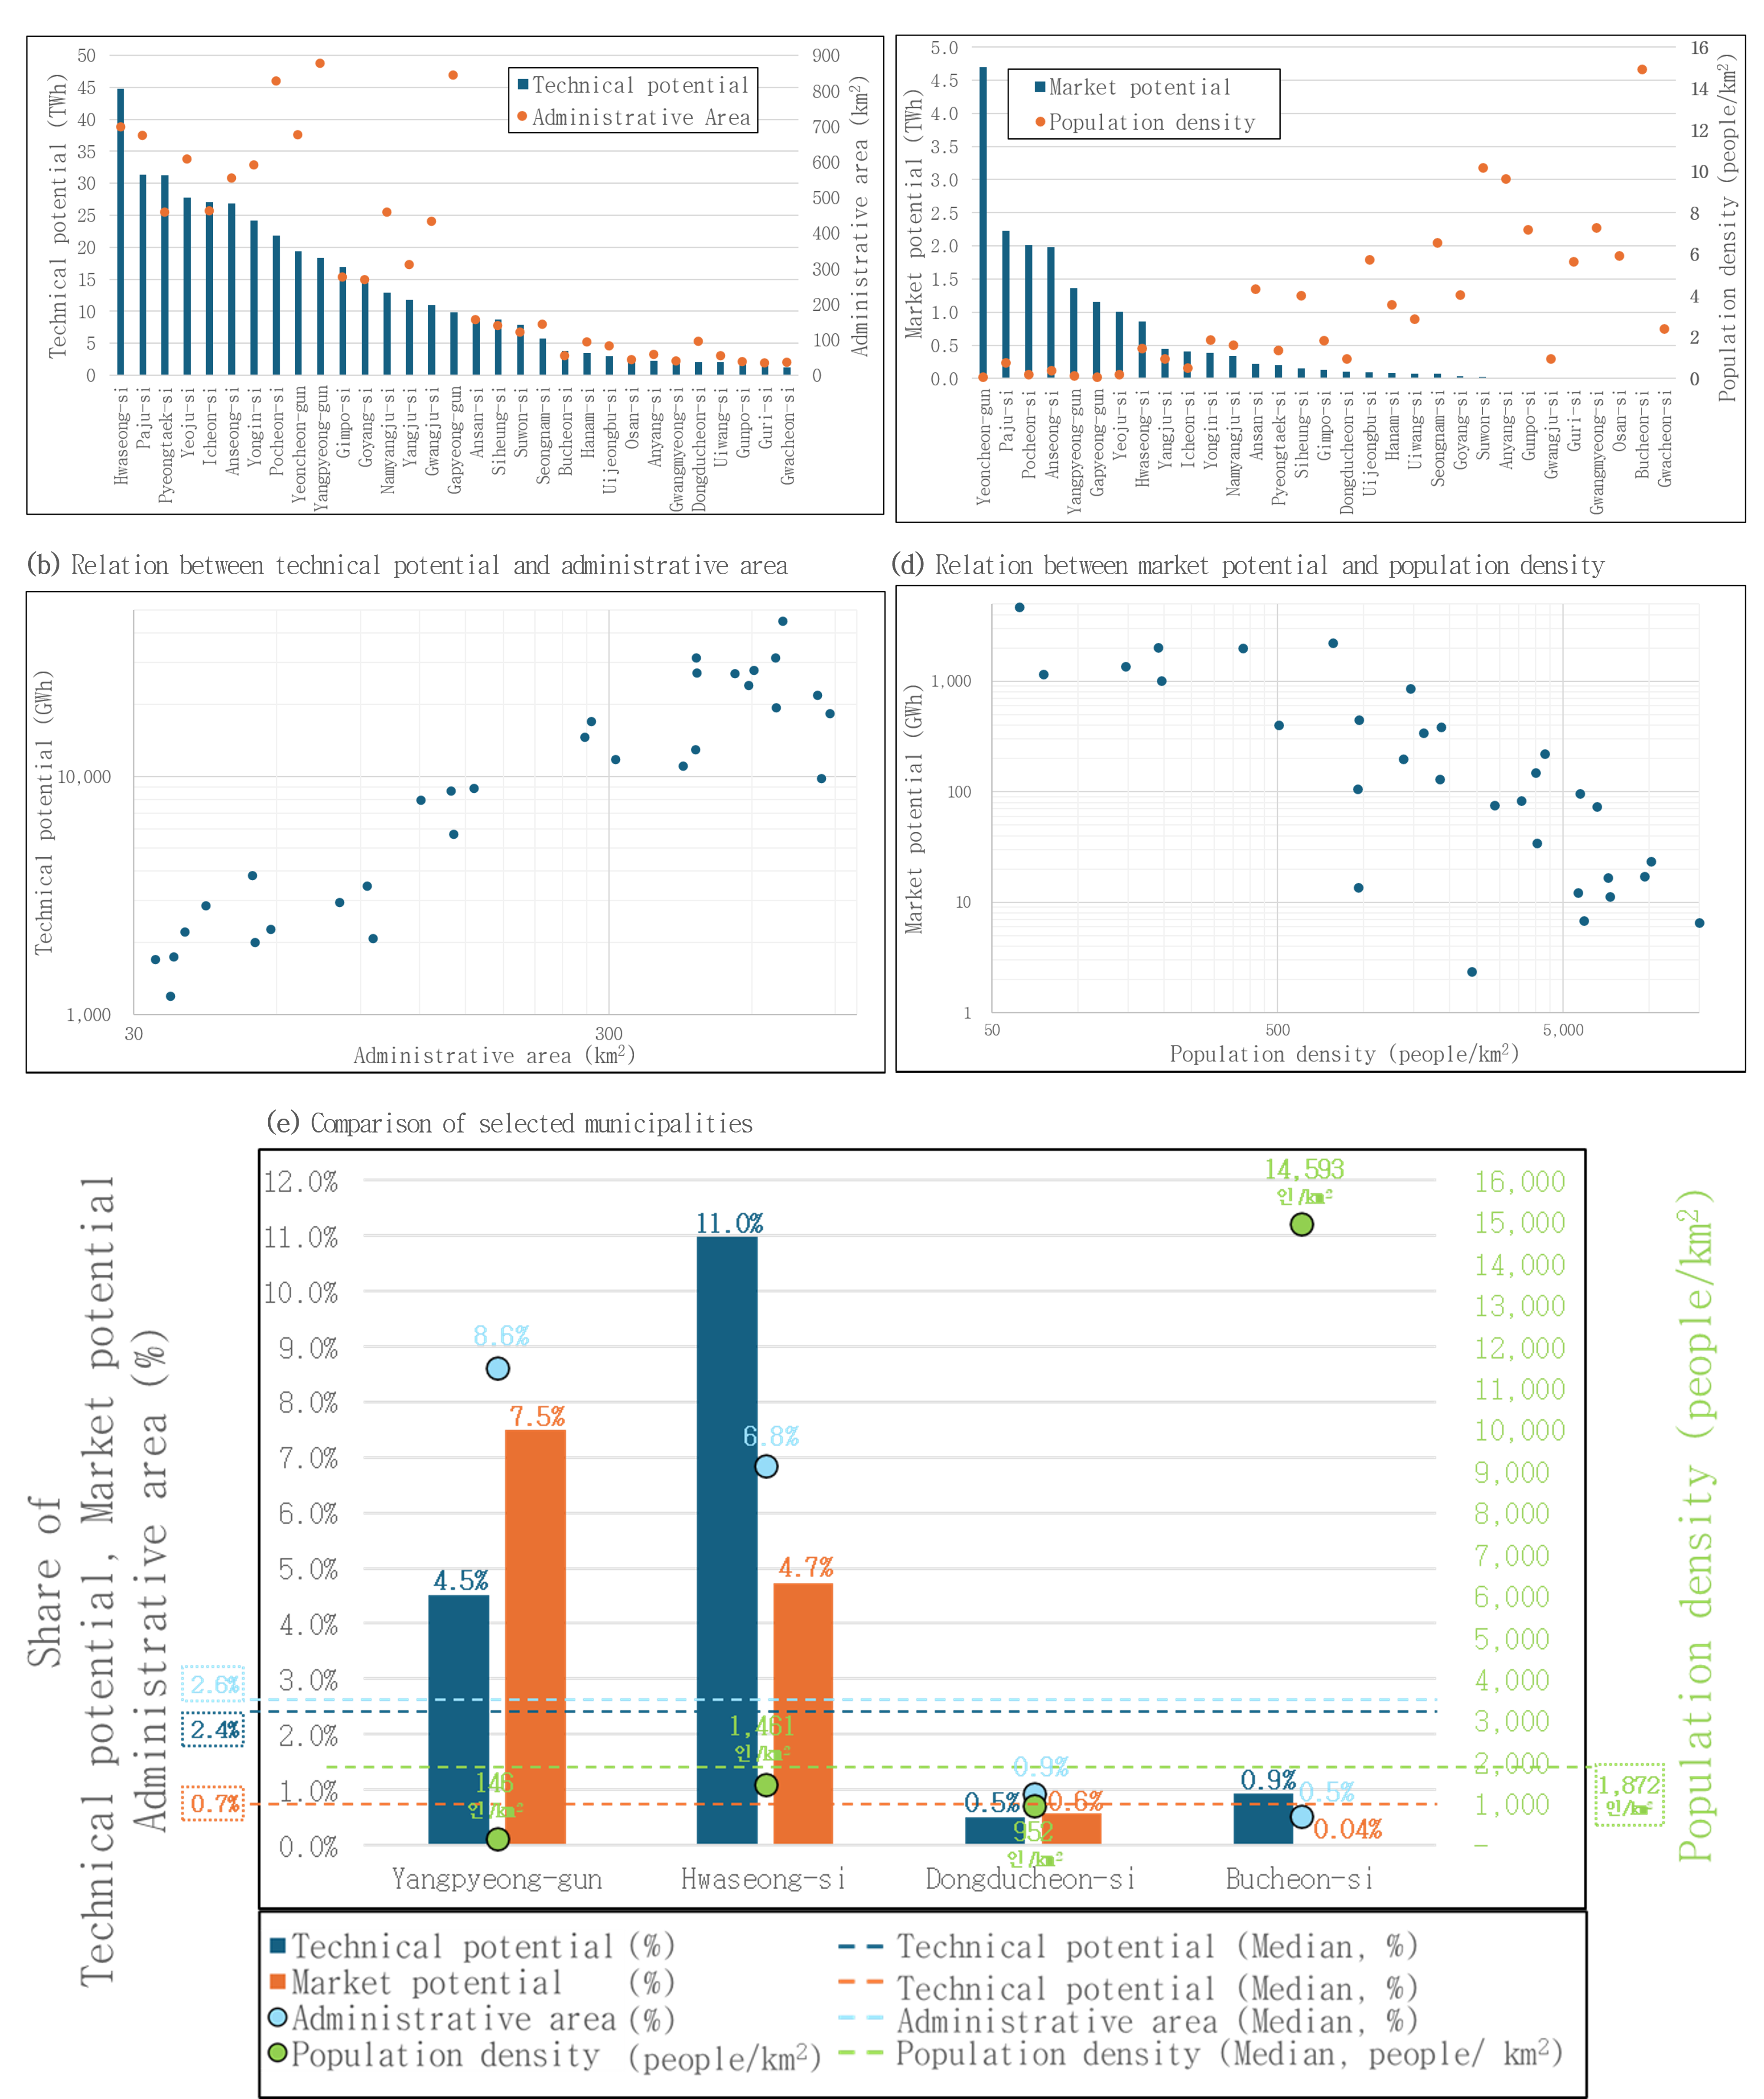 50
45
40
35
30
25
20
15
10
5
0
Technical potential (TWh)
900
800
700
600
500
400
300
200
100
0
Administrative area (km²)
Technical potential
Administrative Area
Hwaseong-si
Paju-si
Pyeongtaek-si
Yeoju-si
Icheon-si
Anseong-si
Yongin-si
Pocheon-si
Yeoncheon-gun
Yangpyeong-gun
Gimpo-si
Goyang-si
Namyangju-si
Yangju-si
Gwangju-si
Gapyeong-gun
Ansan-si
Siheung-si
Suwon-si
Seongnam-si
Bucheon-si
Hanam-si
Uijeongbu-si
Osan-si
Anyang-si
Gwangmyeong-si
Dongducheon-si
Uiwang-si
Gunpo-si
Guri-si
Gwacheon-si
5.0
4.5
4.0
3.5
3.0
2.5
2.0
1.5
1.0
0.5
0.0
Market potential (TWh)
16
14
12
10
8
6
4
2
0
Population density (people/km²)
Market potential
Population density
Yeoncheon-gun
Paju-si
Pocheon-si
Anseong-si
Yangpyeong-gun
Gapyeong-gun
Yeoju-si
Hwaseong-si
Yangju-si
Icheon-si
Yongin-si
Namyangju-si
Ansan-si
Pyeongtaek-si
Siheung-si
Gimpo-si
Dongducheon-si
Uijeongbu-si
Hanam-si
Uiwang-si
Seongnam-si
Goyang-si
Suwon-si
Anyang-si
Gunpo-si
Gwangju-si
Guri-si
Gwangmyeong-si
Osan-si
Bucheon-si
Gwacheon-si
(b) Relation between technical potential and administrative area
Technical potential (GWh)
10,000
1,000
30
300
Administrative area (km²)
(d) Relation between market potential and population density
Market potential (GWh)
1,000
100
10
1
50
500
5,000
Population density (people/km²)
(e) Comparison of selected municipalities
Share of
Technical potential, Market potential
Administrative area (%)
12.0%
11.0%
10.0%
9.0%
8.0%
7.0%
6.0%
5.0%
4.0%
3.0%
2.0%
1.0%
0.0%
2.6%
2.4%
0.7%
16,000
15,000
14,000
13,000
12,000
11,000
10,000
9,000
8,000
7,000
6,000
5,000
4,000
3,000
2,000
1,000
–
Population density (people/km²)
1,872
인/km²
4.5%
8.6%
7.5%
146
인/km²
11.0%
6.8%
4.7%
1,461
인/km²
0.5%
0.9%
0.6%
952
인/km²
0.9%
0.5%
0.04%
14,593
인/km²
Yangpyeong-gun
Hwaseong-si
Dongducheon-si
Bucheon-si
Technical potential (%)
Market potential (%)
Administrative area (%)
Population density (people/km²)
Technical potential (Median, %)
Technical potential (Median, %)
Administrative area (Median, %)
Population density (Median, people/ km²)